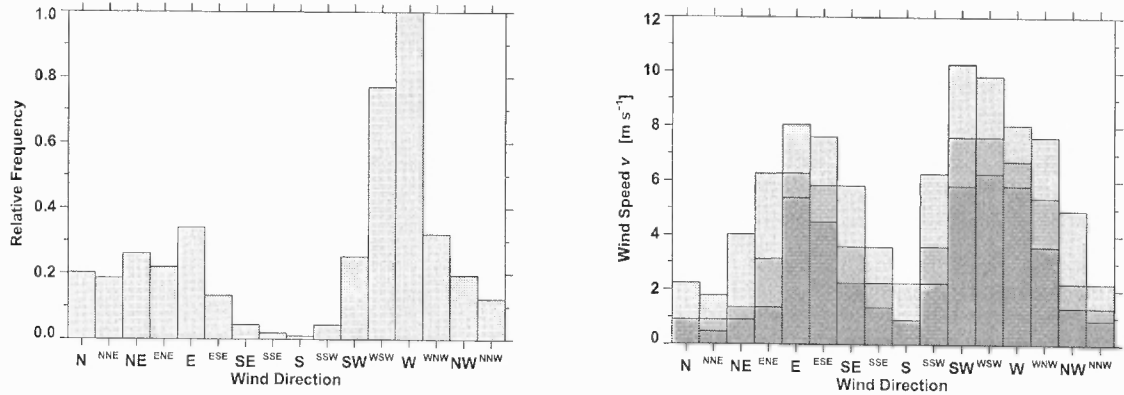 1.0
0.8
0.6
0.4
0.2
0.0
Relative Frequency
N NNE NE ENE E ESE SE SSE S SSW SW WSW W WNW NW NNW
Wind Direction
12
10
8
6
4
2
0
Wind Speed v [m s⁻¹]
N NNE NE ENE E ESE SE SSE S SSW SW WSW W WNW NW NNW
Wind Direction